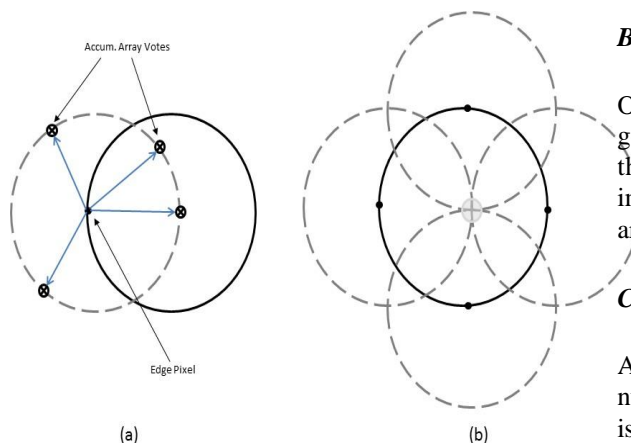 Accum. Array Votes
Edge Pixel
(a)
(b)
B
O
g
th
in
ar
C
A
n
is